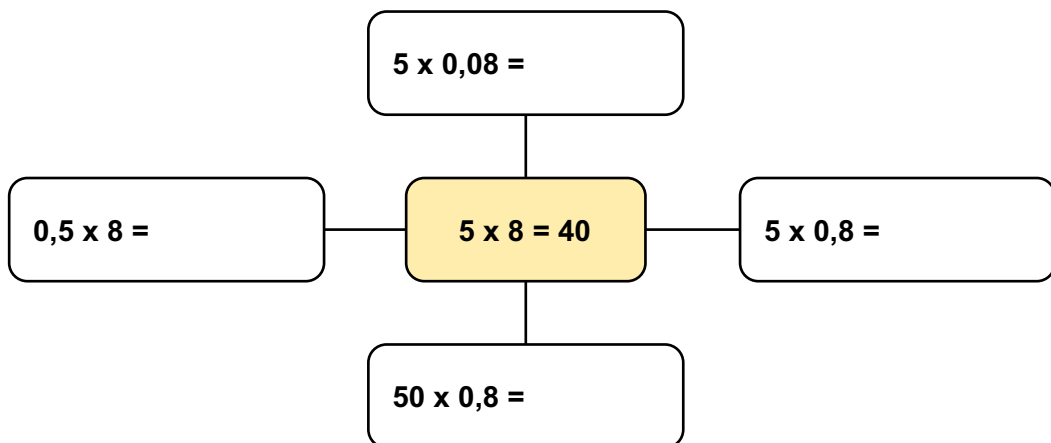 5 x 0,08 =
0,5 x 8 =
5 x 8 = 40
5 x 0,8 =
50 x 0,8 =